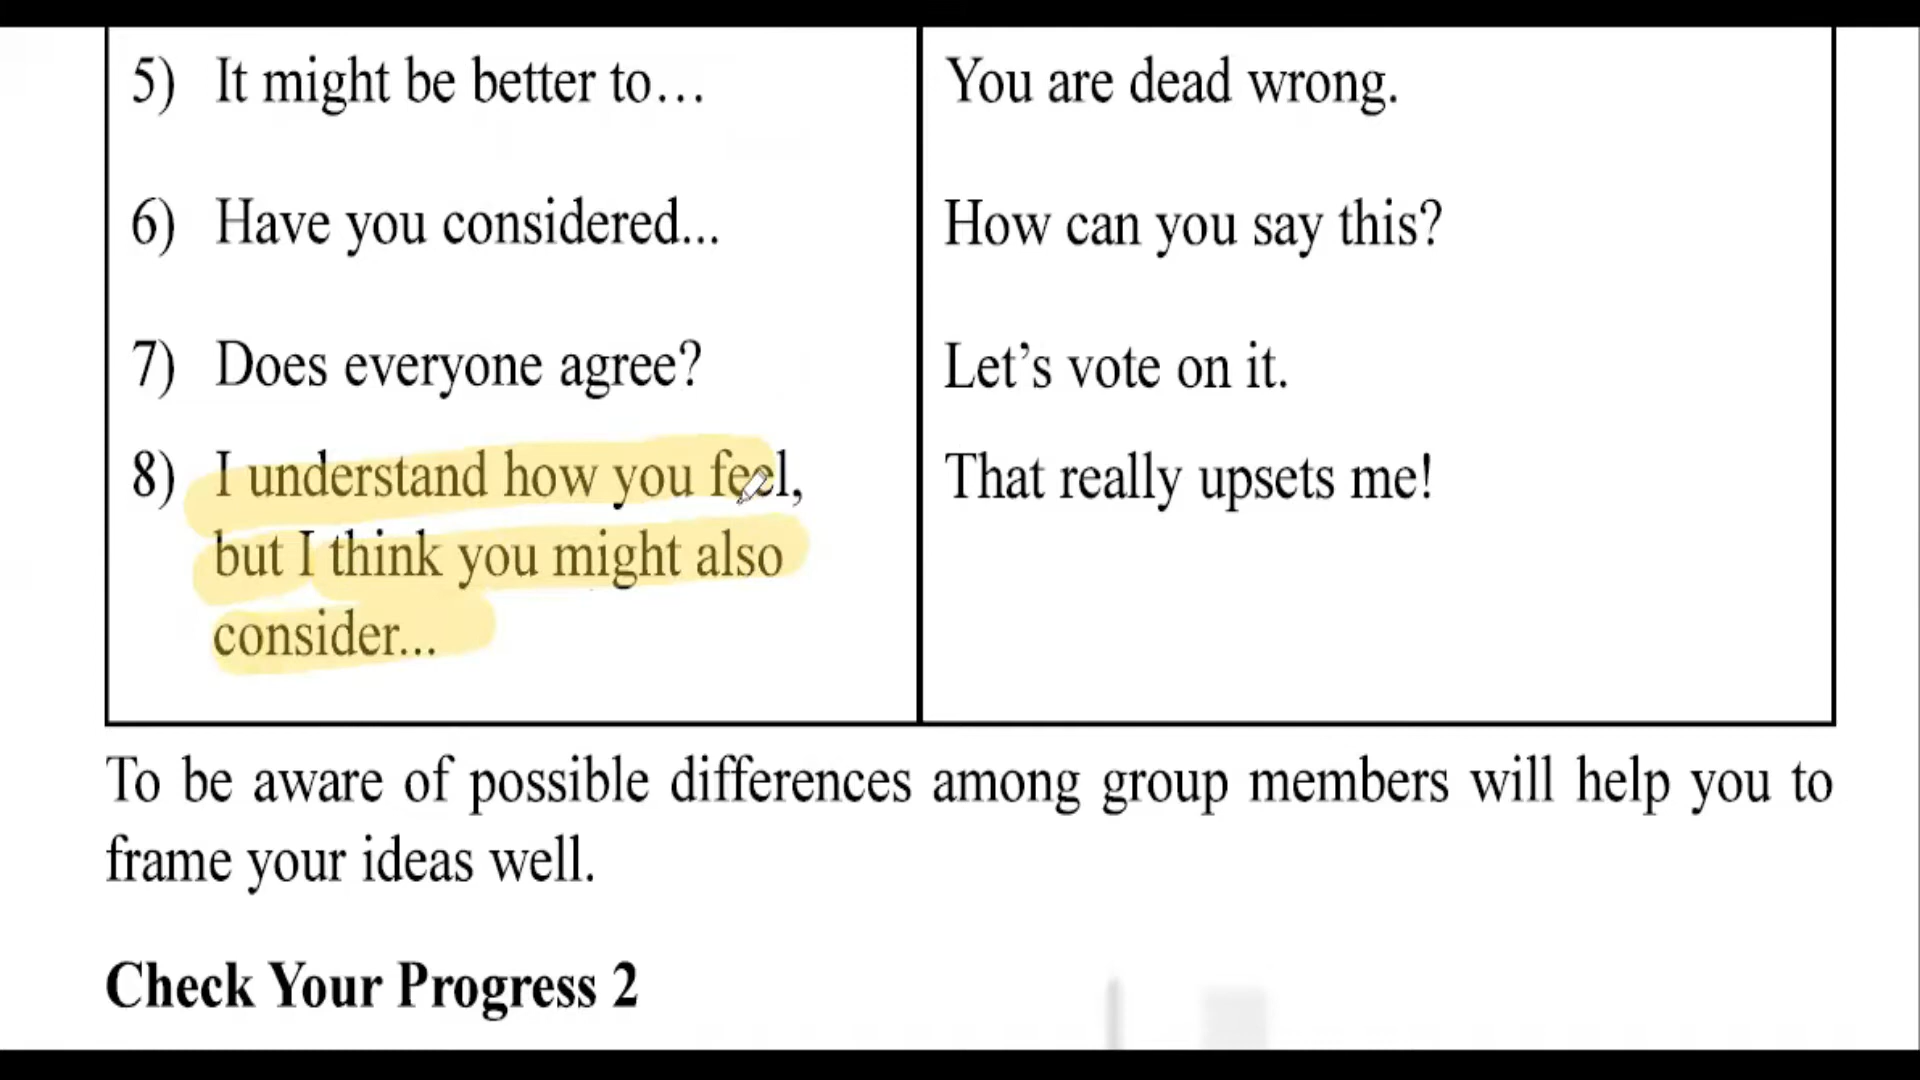 5) It might be better to… You are dead wrong.
6) Have you considered... How can you say this?
7) Does everyone agree? Let’s vote on it.
8) I understand how you feel, That really upsets me!
but I think you might also
consider...
To be aware of possible differences among group members will help you to
frame your ideas well.
Check Your Progress 2